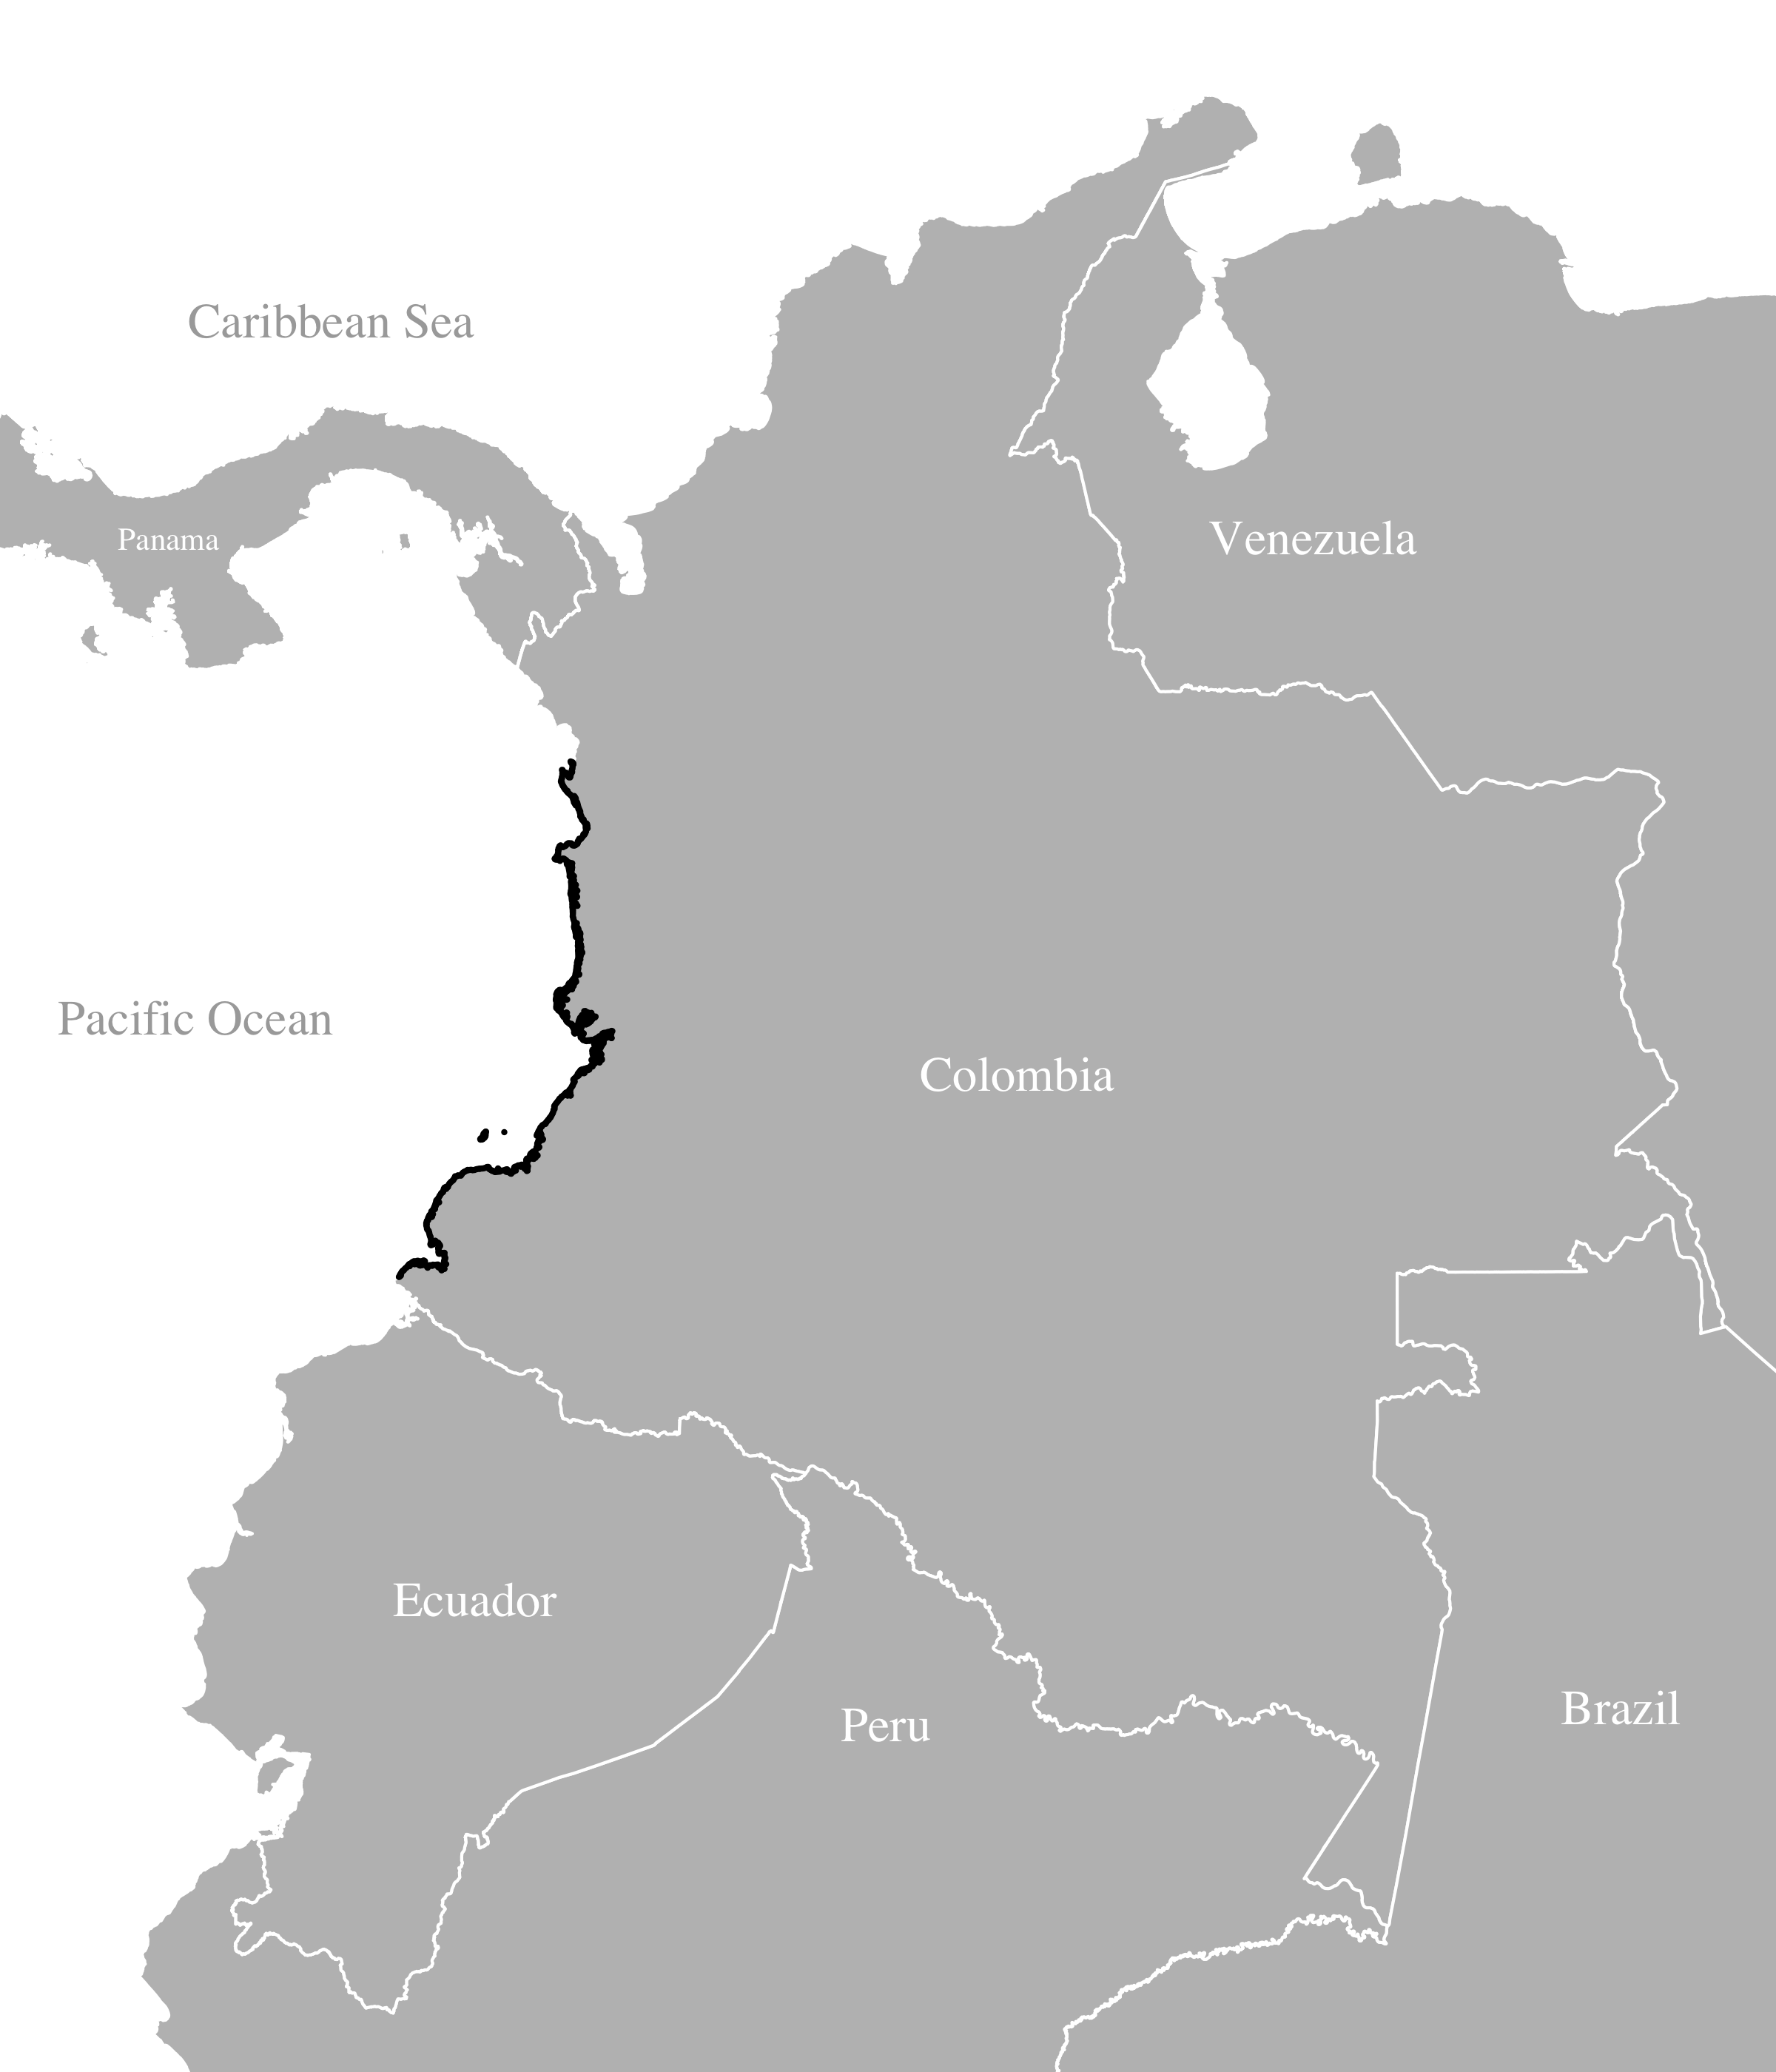 Caribbean Sea
Panama
Venezuela
Pacific Ocean
Colombia
Ecuador
Peru
Brazil